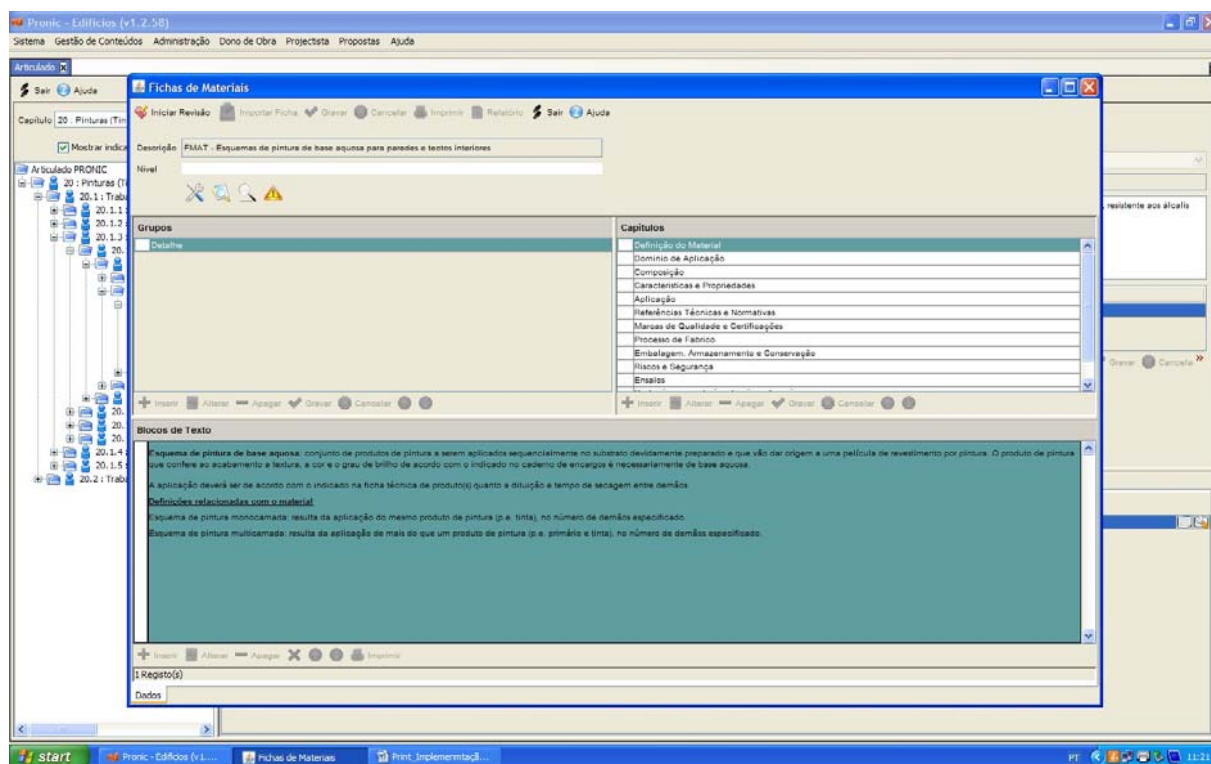 Pronic - Edifícios (v1.2.58)
Sistema Gestão de Conteúdos Administração Dono de Obra Projectista Propostas Ajuda
Articulado
Sair Ajuda
Capítulo 20 : Pinturas (Tin
Mostrar indica
Articulado PRONIC
20 : Pinturas (Ti
20.1 : Traba
20.1.1 :
20.1.2 :
20.1.3 :
20.
20.
20.
20.
20.1.4 :
20.1.5 :
20.2 : Traba
Fichas de Materiais
Iniciar Revisão Importar Ficha Gravar Cancelar Imprimir Relatório Sair Ajuda
Descrição FMAT - Esquemas de pintura de base aquosa para paredes e tectos interiores
Nível
Grupos
Detalhe
Inserir Alterar Apagar Gravar Cancelar
Capítulos
Definição do Material
Domínio de Aplicação
Composição
Características e Propriedades
Aplicação
Referências Técnicas e Normativas
Marcas de Qualidade e Certificações
Processo de Fabrico
Embalagem, Armazenamento e Conservação
Riscos e Segurança
Ensaios
Inserir Alterar Apagar Gravar Cancelar
Blocos de Texto
Esquema de pintura de base aquosa: conjunto de produtos de pintura a serem aplicados sequencialmente no substrato devidamente preparado e que vão dar origem a uma película de revestimento por pintura. O produto de pintura
que confere ao acabamento a textura, a cor e o grau de brilho de acordo com o indicado no caderno de encargos é necessariamente de base aquosa.
A aplicação deverá ser de acordo com o indicado na ficha técnica de produto(s) quanto a diluição e tempo de secagem entre demãos.
Definições relacionadas com o material
Esquema de pintura monocamada: resulta da aplicação do mesmo produto de pintura (p.e. tinta), no número de demãos especificado.
Esquema de pintura multicamada: resulta da aplicação de mais do que um produto de pintura (p.e. primário e tinta), no número de demãos especificado.
Inserir Alterar Apagar Imprimir
1 Registo(s)
Dados
, resistente aos álcalis
Gravar Cancela
start Pronic - Edifícios (v1.... Fichas de Materiais Print_Implementaçã... PT 11:21